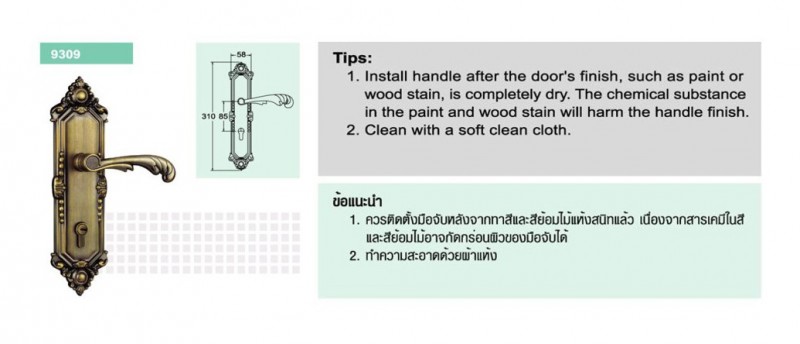 9309
58
310
85
Tips:
1. Install handle after the door's finish, such as paint or
wood stain, is completely dry. The chemical substance
in the paint and wood stain will harm the handle finish.
2. Clean with a soft clean cloth.
ข้อแนะนำ
1. ควรติดตั้งมือจับหลังจากทาสีและสีย้อมไม้แห้งสนิทแล้ว เนื่องจากสารเคมีในสี
และสีย้อมไม้อาจกัดกร่อนผิวของมือจับได้
2. ทำความสะอาดด้วยผ้าแห้ง